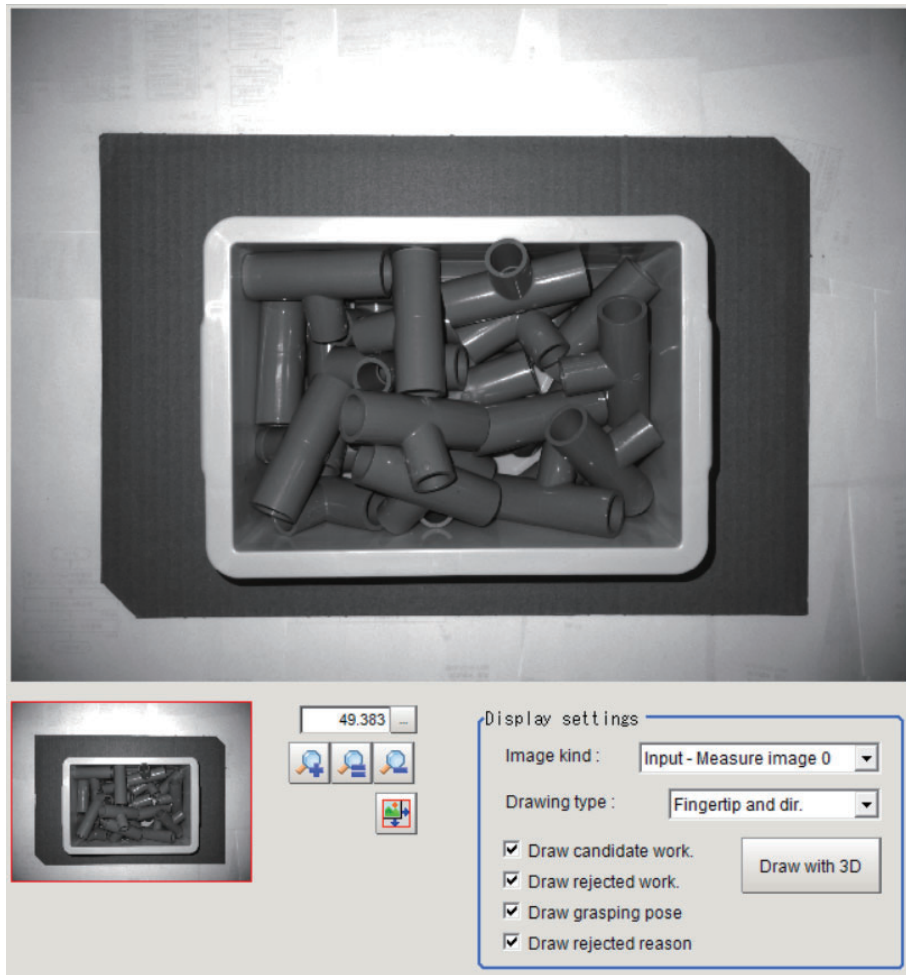 49.383
...
Display settings
Image kind :
Input - Measure image 0
Drawing type :
Fingertip and dir.
Draw candidate work.
Draw rejected work.
Draw grasping pose
Draw rejected reason
Draw with 3D